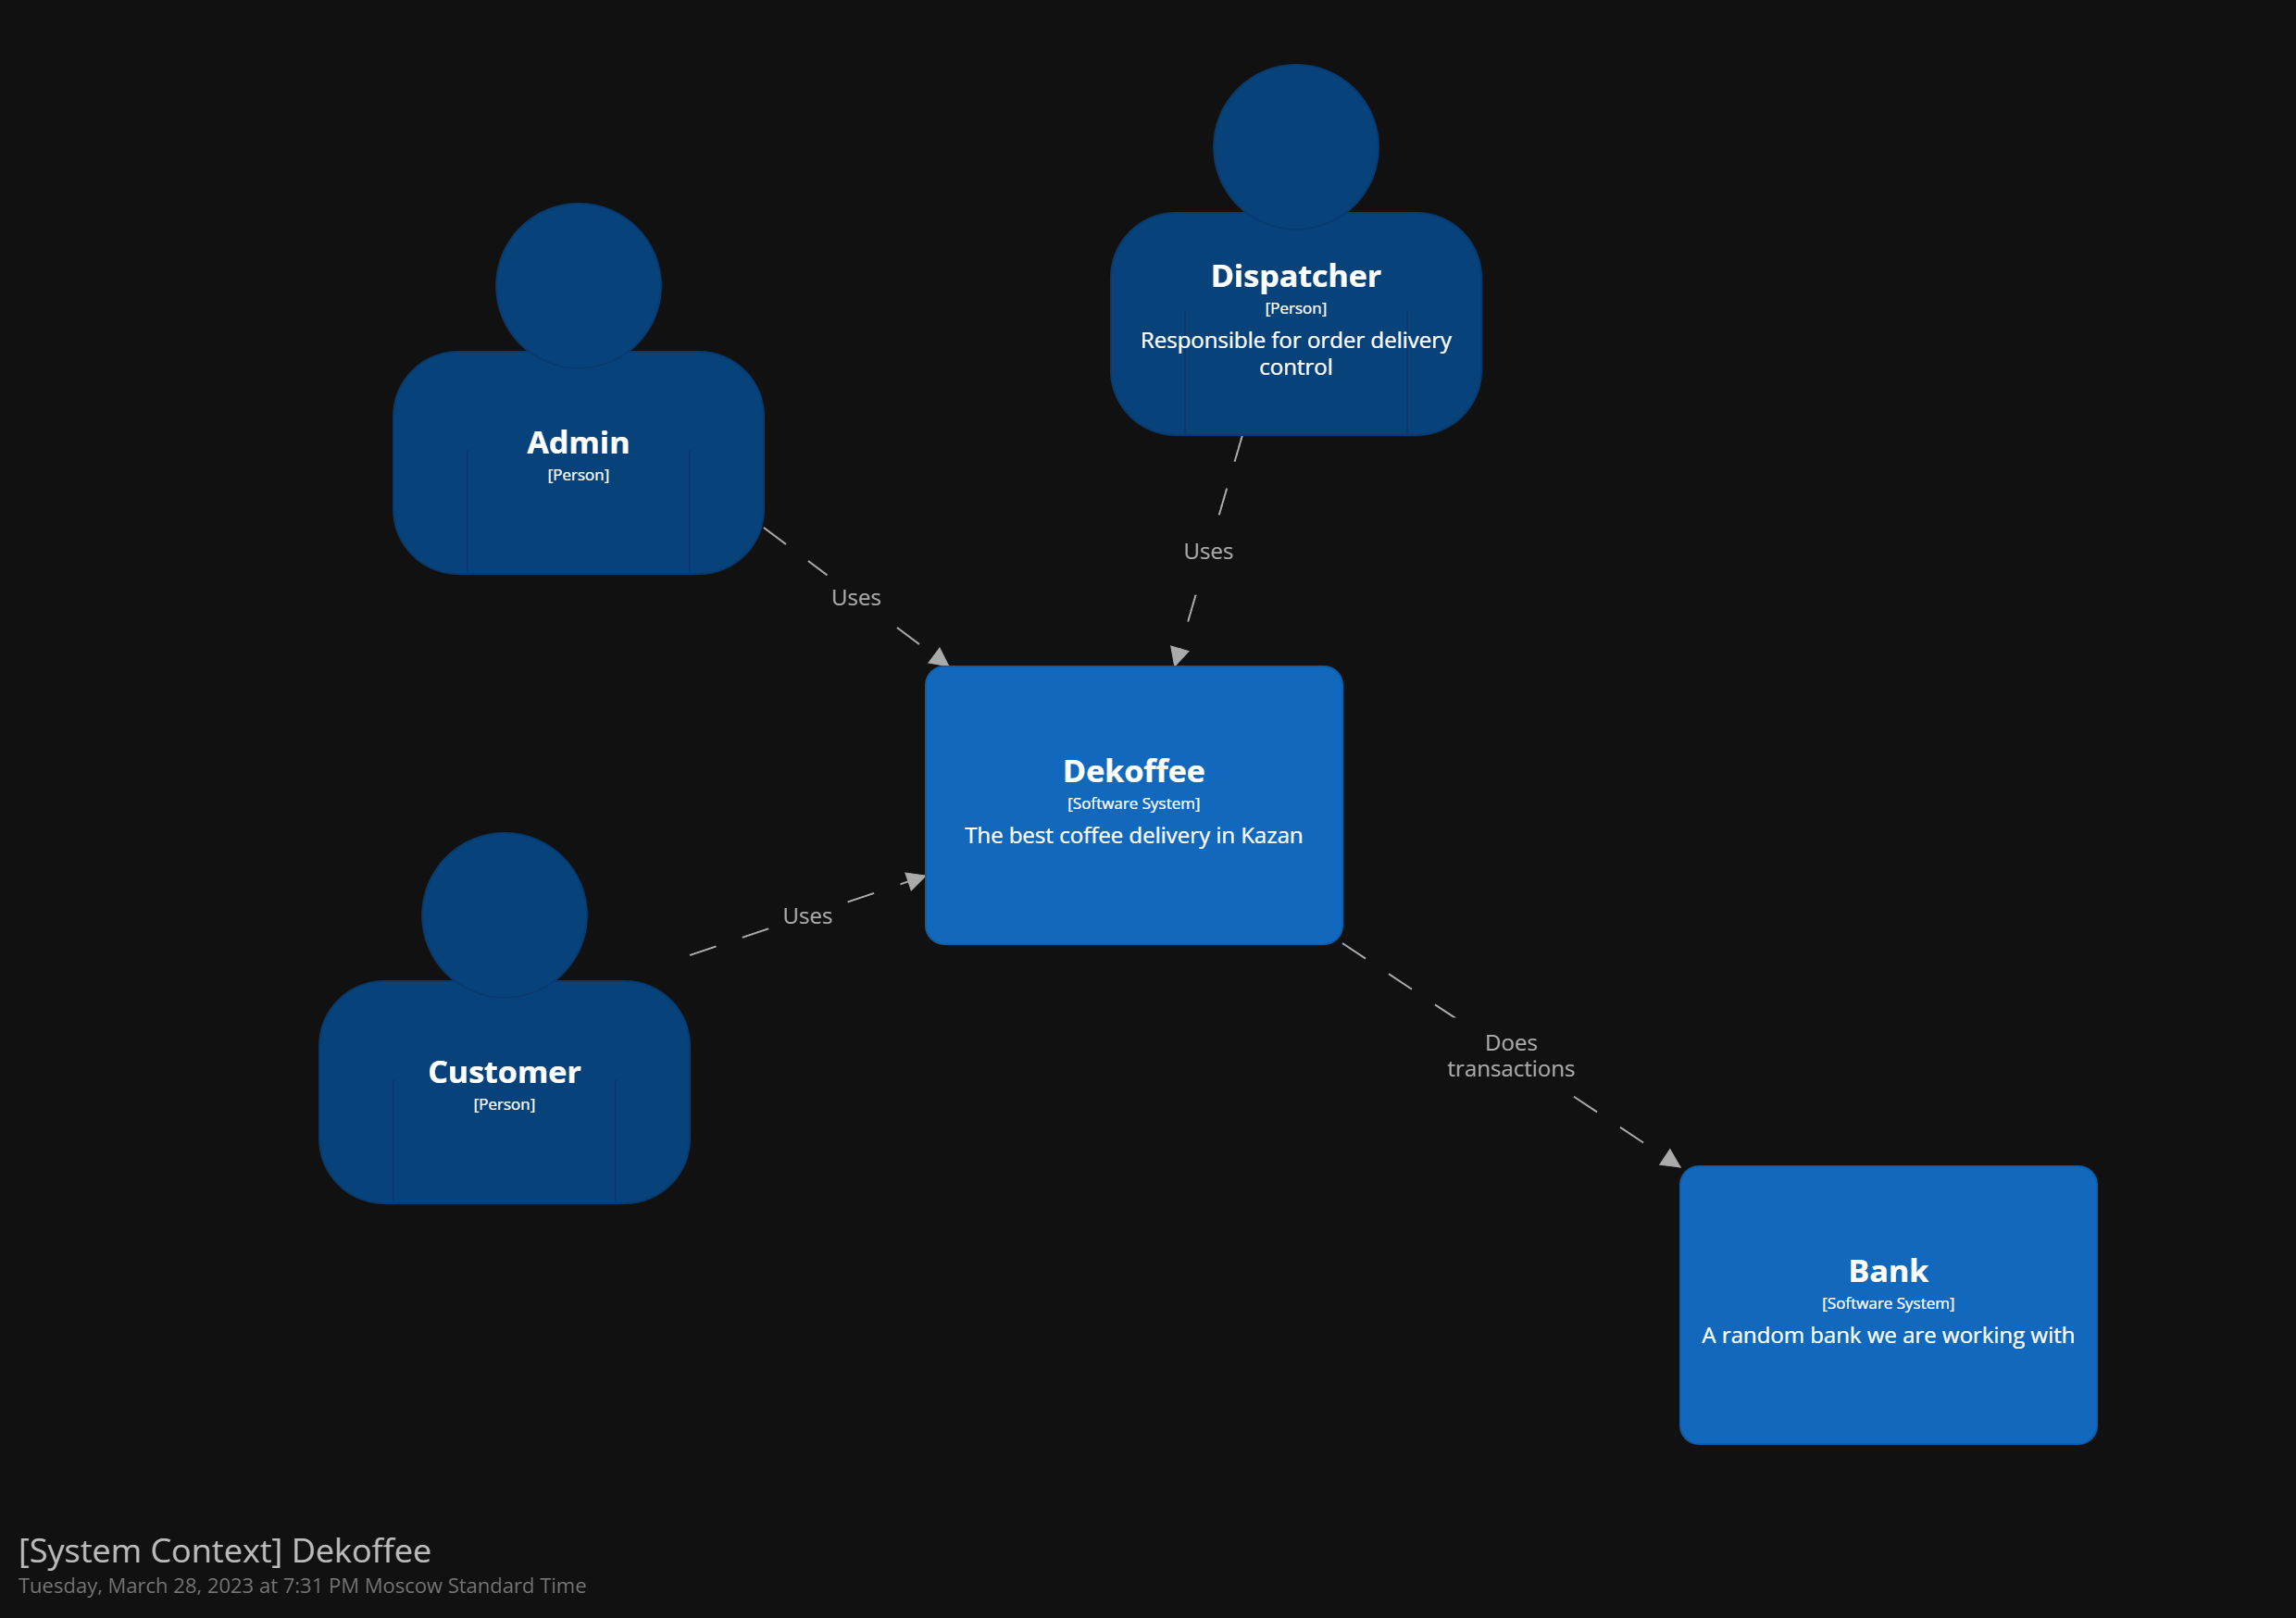 Dispatcher
[Person]
Responsible for order delivery
control
Admin
[Person]
Uses
Uses
Dekoffee
[Software System]
The best coffee delivery in Kazan
Uses
Customer
[Person]
Does
transactions
Bank
[Software System]
A random bank we are working with
[System Context] Dekoffee
Tuesday, March 28, 2023 at 7:31 PM Moscow Standard Time